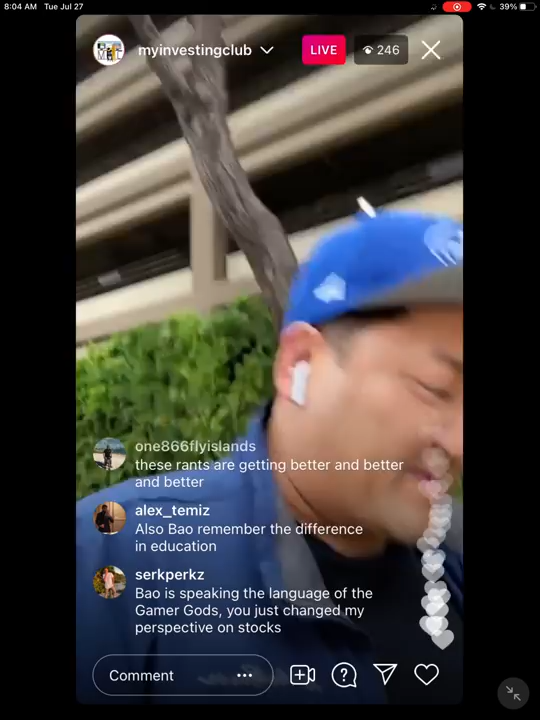 8:04 AM Tue Jul 27
39%
myinvestingclub
LIVE
246
one866flyislands
these rants are getting better and better
and better
alex_temiz
Also Bao remember the difference
in education
serkperkz
Bao is speaking the language of the
Gamer Gods, you just changed my
perspective on stocks
Comment